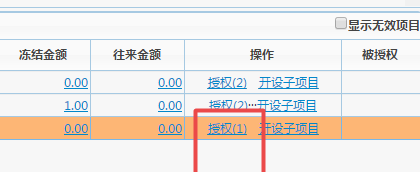 显示无效项目
冻结金额 往来金额 操作 被授权
0.00 0.00 授权(2) 开设子项目
1.00 0.00 授权(2)…开设子项目
0.00 0.00 授权(1) 开设子项目